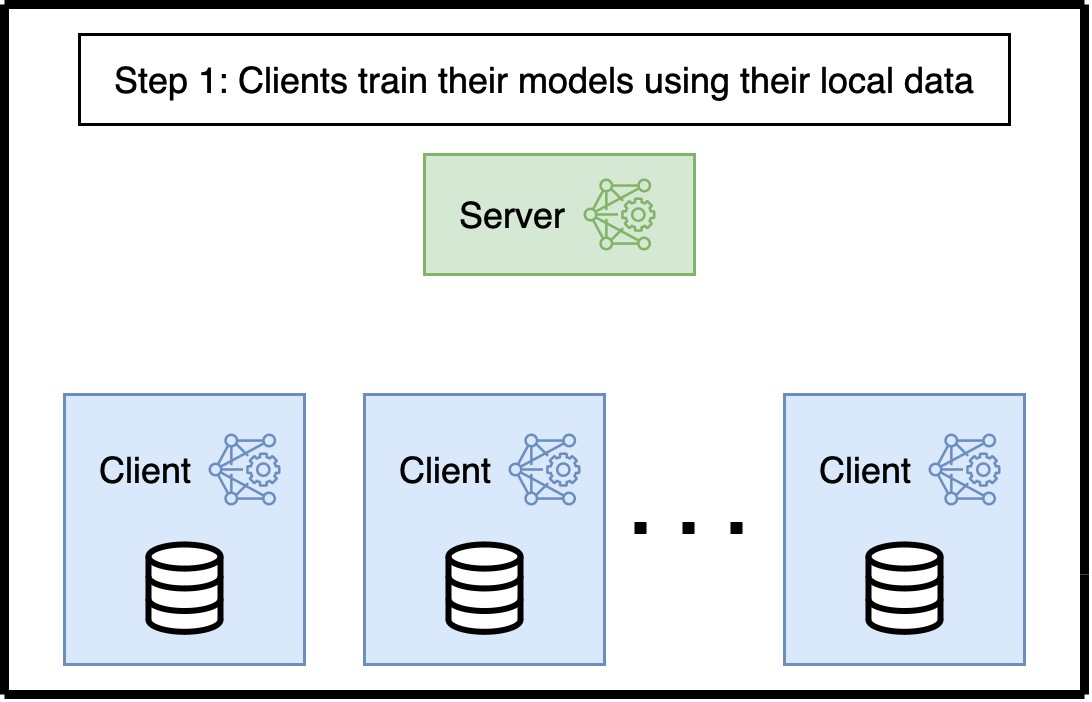 Step 1: Clients train their models using their local data
Server
Client
Client
. . .
Client